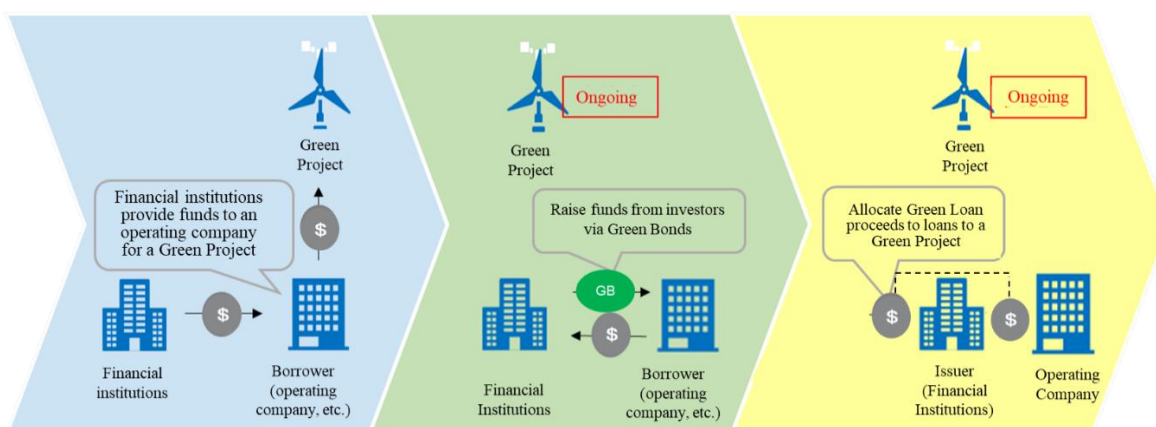 Green
Project
Financial institutions
provide funds to an
operating company
for a Green Project
$
$
Financial
institutions
Borrower
(operating
company, etc.)
Ongoing
Green
Project
Raise funds from investors
via Green Bonds
GB
$
Financial
Institutions
Borrower
(operating
company, etc.)
Ongoing
Green
Project
Allocate Green Loan
proceeds to loans to a
Green Project
$
$
Issuer
(Financial
Institutions)
Operating
Company